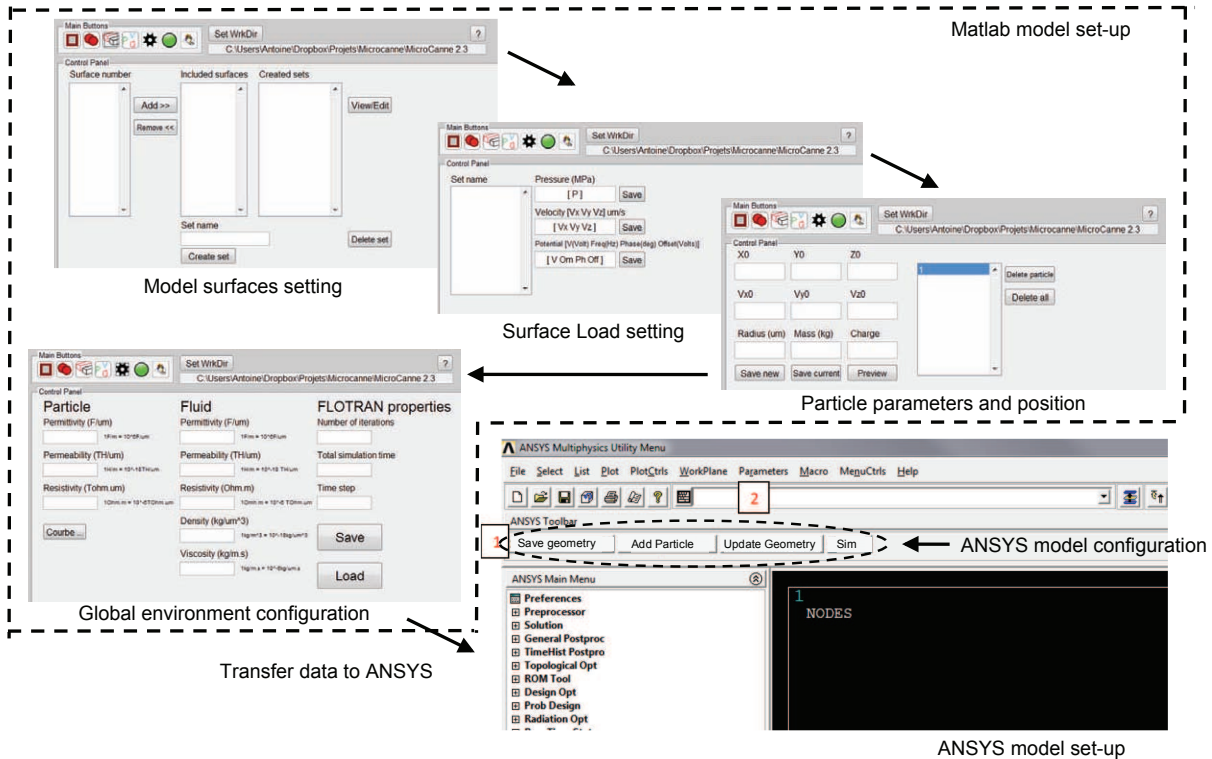 Matlab model set-up
Main Buttons
Set WrkDir
?
C:\Users\Antoine\Dropbox\Projets\Microcanne\MicroCanne 2.3
Control Panel
Surface number
Included surfaces
Created sets
Add >>
Remove <<
View/Edit
Set name
Delete set
Create set
Model surfaces setting
Main Buttons
Set WrkDir
?
C:\Users\Antoine\Dropbox\Projets\Microcanne\MicroCanne 2.3
Control Panel
Set name
Pressure (MPa)
[ P ]
Save
Velocity [Vx Vy Vz] um/s
[ Vx Vy Vz ]
Save
Potential [V(Volt) Freq(Hz) Phase(deg) Offset(Volts)]
[ V Om Ph Off ]
Save
Surface Load setting
Main Buttons
Set WrkDir
?
C:\Users\Antoine\Dropbox\Projets\Microcanne\MicroCanne 2.3
Control Panel
X0
Y0
Z0
1
Delete particle
Delete all
Vx0
Vy0
Vz0
Radius (um)
Mass (kg)
Charge
Save new
Save current
Preview
Particle parameters and position
Main Buttons
Set WrkDir
?
C:\Users\Antoine\Dropbox\Projets\Microcanne\MicroCanne 2.3
Control Panel
Particle
Fluid
FLOTRAN properties
Permittivity (F/um)
1F/m = 10^6F/um
Permittivity (F/um)
1F/m = 10^6F/um
Number of iterations
Permeability (TH/um)
Permeability (TH/um)
Total simulation time
Resistivity (Tohm.um)
Resistivity (Ohm.m)
Time step
Courbe ...
Density (kg/um^3)
Save
Viscosity (kg/m.s)
Load
Global environment configuration
Transfer data to ANSYS
ANSYS Multiphysics Utility Menu
File Select List Plot PlotCtrls WorkPlane Parameters Macro MenuCtrls Help
2
ANSYS Toolbar
1
Save geometry
Add Particle
Update Geometry
Sim
ANSYS model configuration
ANSYS Main Menu
Preferences
Preprocessor
Solution
General Postproc
TimeHist Postpro
Topological Opt
ROM Tool
Design Opt
Prob Design
Radiation Opt
1
NODES
ANSYS model set-up